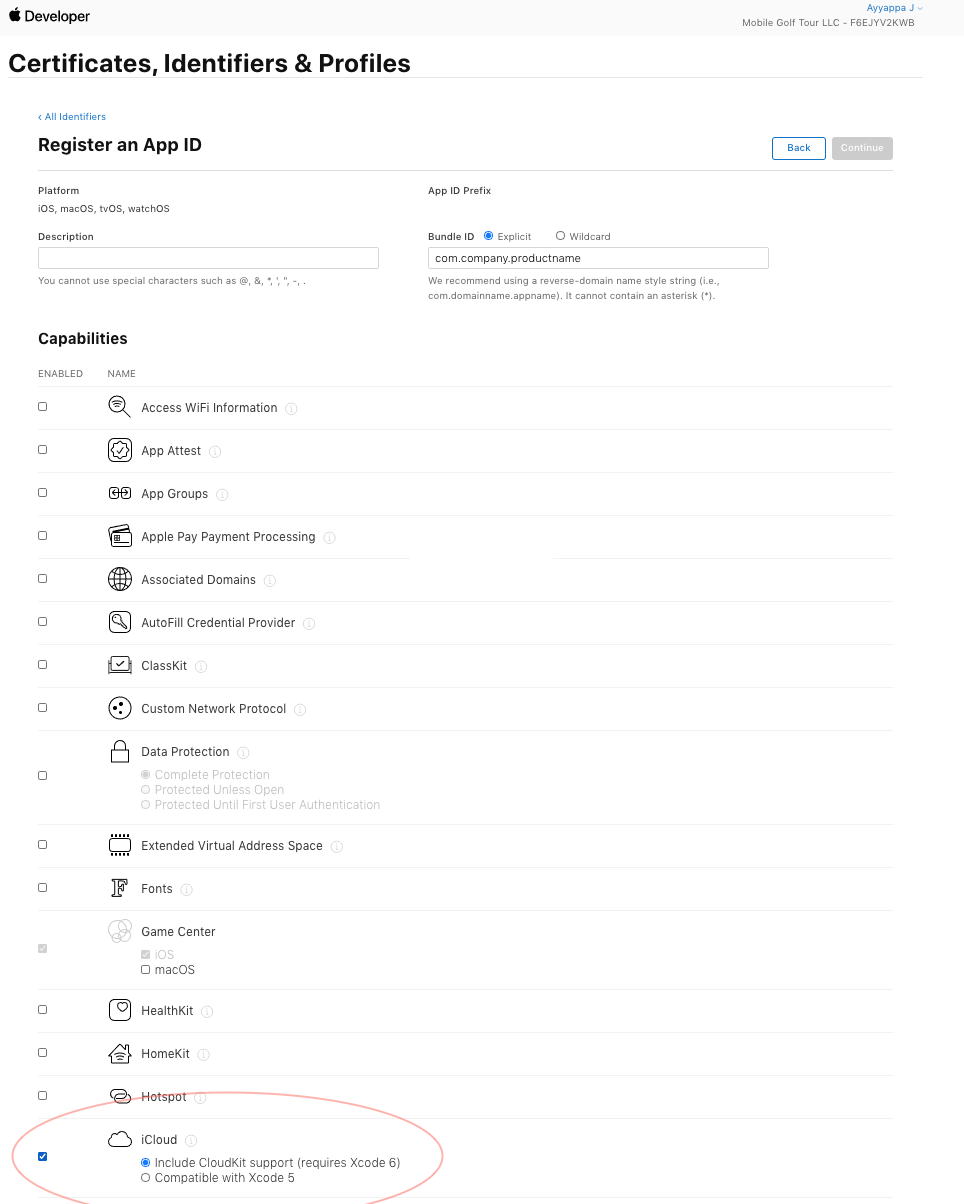 Developer
Ayyappa J
Mobile Golf Tour LLC - F6EJYV2KWB
Certificates, Identifiers & Profiles
‹ All Identifiers
Register an App ID
Back
Continue
Platform
iOS, macOS, tvOS, watchOS
App ID Prefix
Description
Bundle ID Explicit Wildcard
com.company.productname
You cannot use special characters such as @, &, *, ', ", -, .
We recommend using a reverse-domain name style string (i.e.,
com.domainname.appname). It cannot contain an asterisk (*).
Capabilities
ENABLED NAME
Access WiFi Information
App Attest
App Groups
Apple Pay Payment Processing
Associated Domains
AutoFill Credential Provider
ClassKit
Custom Network Protocol
Data Protection
Complete Protection
Protected Unless Open
Protected Until First User Authentication
Extended Virtual Address Space
Fonts
Game Center
iOS
macOS
HealthKit
HomeKit
Hotspot
iCloud
Include CloudKit support (requires Xcode 6)
Compatible with Xcode 5